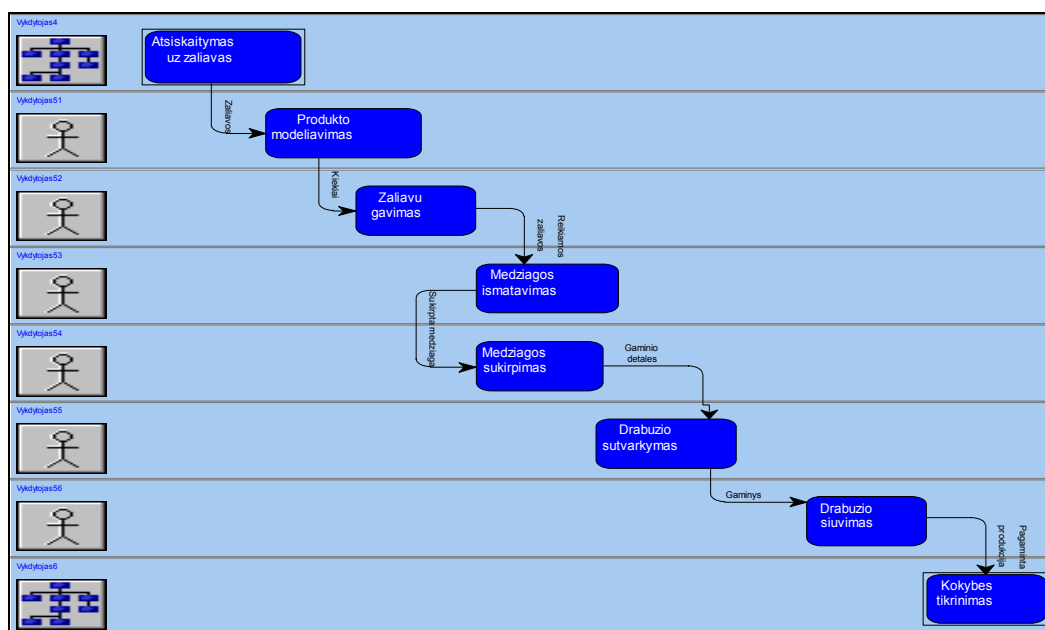 Vykdytojas4
Atsiskaitymas
uz zaliavas
Zaliavos
Vykdytojas51
Produkto
modeliavimas
Kiekiai
Vykdytojas52
Zaliavu
gavimas
Reikiamos
zaliavos
Vykdytojas53
Medziagos
ismatavimas
Sukirpta medziaga
Vykdytojas54
Medziagos
sukirpimas
Gaminio
detales
Vykdytojas55
Drabuzio
sutvarkymas
Gaminys
Vykdytojas56
Drabuzio
siuvimas
Pagaminta
produkcija
Vykdytojas6
Kokybes
tikrinimas